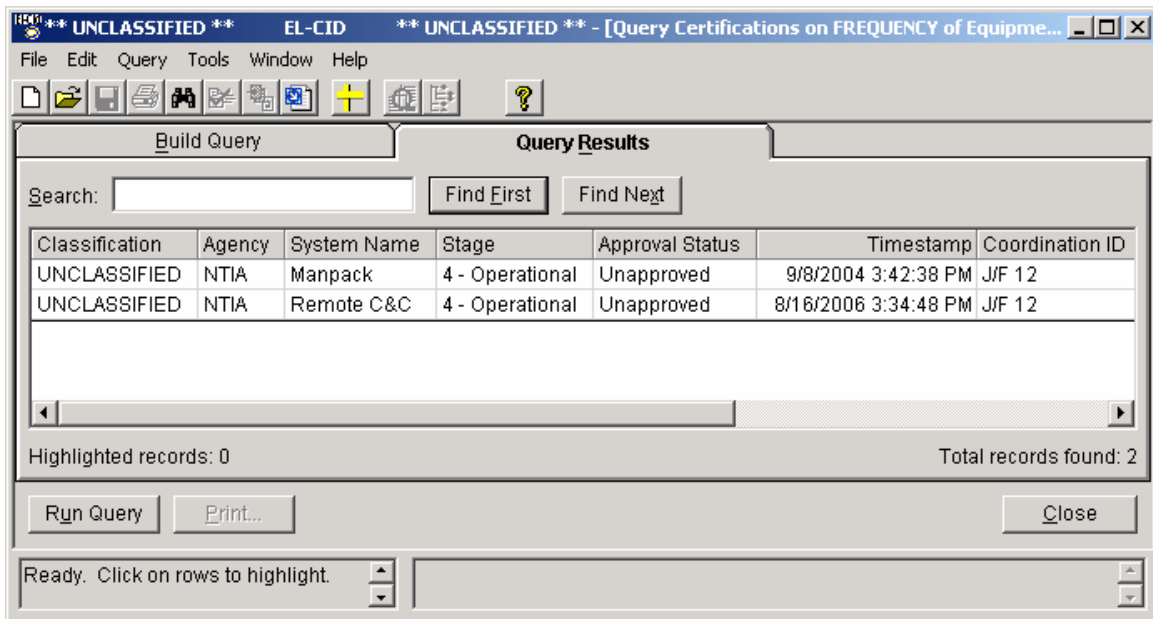 ** UNCLASSIFIED ** EL-CID ** UNCLASSIFIED ** - [Query Certifications on FREQUENCY of Equipme...
File Edit Query Tools Window Help
Build Query Query Results
Search: Find First Find Next
Classification Agency System Name Stage Approval Status Timestamp Coordination ID
UNCLASSIFIED NTIA Manpack 4 - Operational Unapproved 9/8/2004 3:42:38 PM J/F 12
UNCLASSIFIED NTIA Remote C&C 4 - Operational Unapproved 8/16/2006 3:34:48 PM J/F 12
Highlighted records: 0 Total records found: 2
Run Query Print... Close
Ready. Click on rows to highlight.